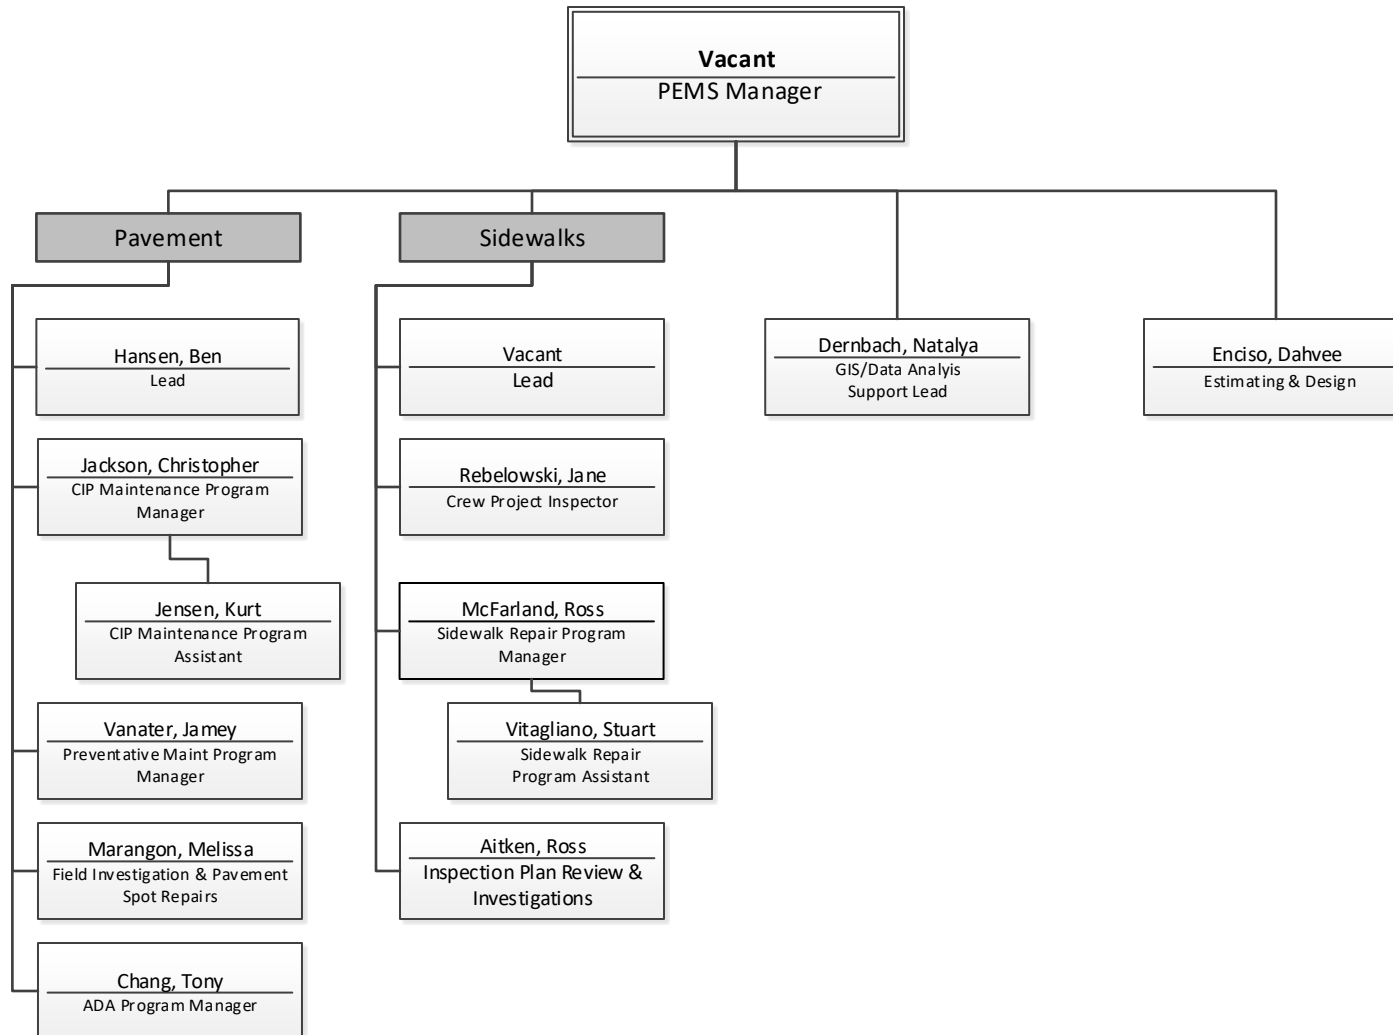 Vacant
PEMS Manager
Pavement
Hansen, Ben
Lead
Jackson, Christopher
CIP Maintenance Program
Manager
Jensen, Kurt
CIP Maintenance Program
Assistant
Vanater, Jamey
Preventative Maint Program
Manager
Marangon, Melissa
Field Investigation & Pavement
Spot Repairs
Chang, Tony
ADA Program Manager
Sidewalks
Vacant
Lead
Rebelowski, Jane
Crew Project Inspector
McFarland, Ross
Sidewalk Repair Program
Manager
Vitagliano, Stuart
Sidewalk Repair
Program Assistant
Aitken, Ross
Inspection Plan Review &
Investigations
Dernbach, Natalya
GIS/Data Analyis
Support Lead
Enciso, Dahvee
Estimating & Design